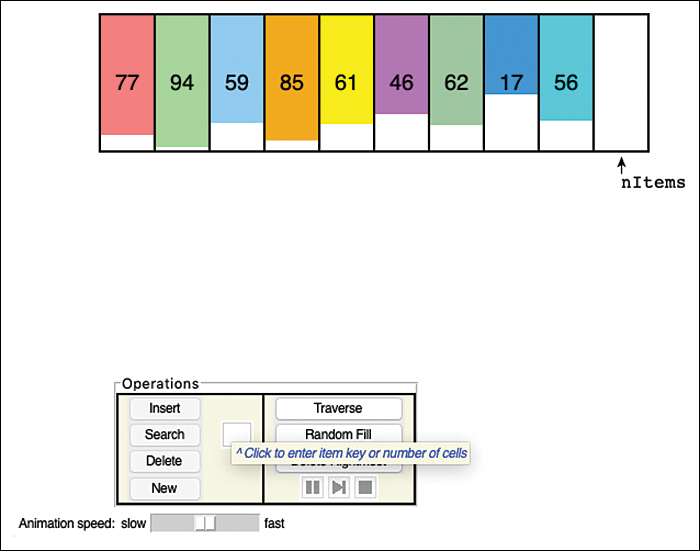 77 94 59 85 61 46 62 17 56
nItems
Operations
Insert Traverse
Search Random Fill
^ Click to enter item key or number of cells
Delete
New
Animation speed: slow fast